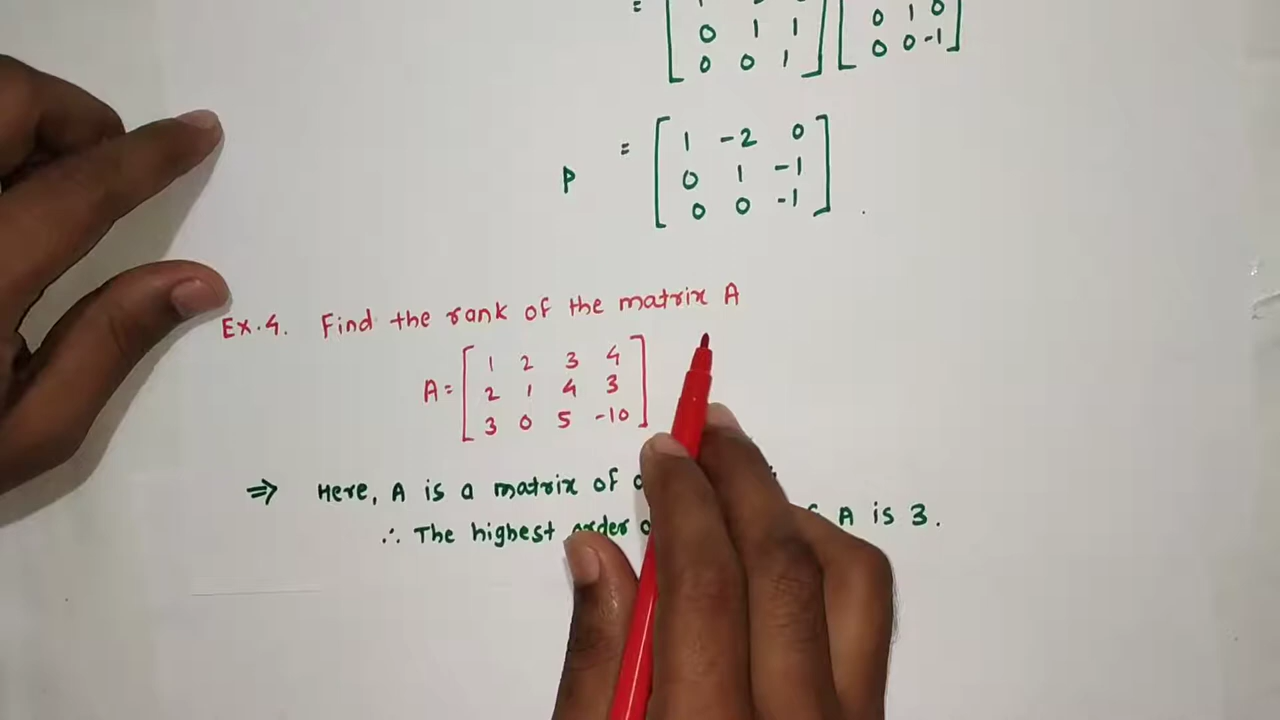 =
0 1 1 0 1 0
0 0 1 0 0 -1
P = 1 -2 0
0 1 -1
0 0 -1
Ex.4. Find the rank of the matrix A
A = 1 2 3 4
2 1 4 3
3 0 5 -10
⇒ Here, A is a matrix of
∴ The highest order A is 3.